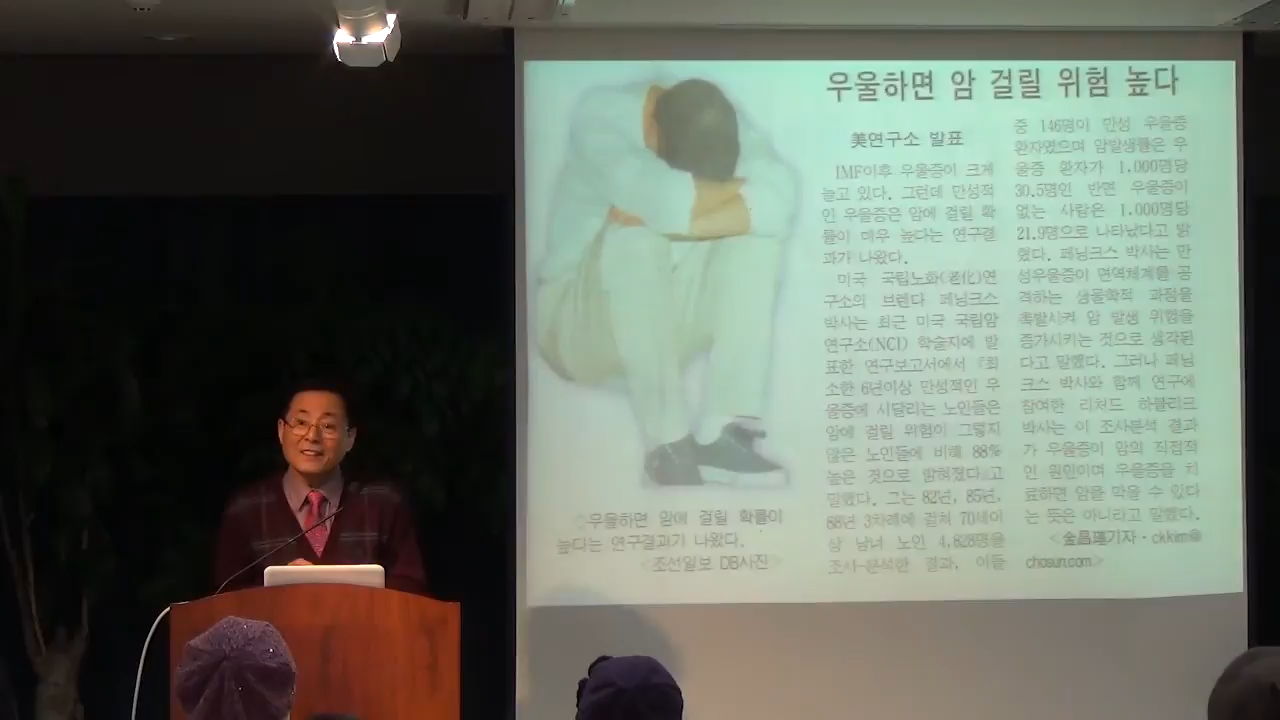 우울하면 암 걸릴 위험 높다
美연구소 발표
IMF이후 우울증이 크게
늘고 있다. 그런데 만성적
인 우울증은 암에 걸릴 확
률이 매우 높다는 연구결
과가 나왔다.
미국 국립노화(老化)연
구소의 브렌다 페닝크스
박사는 최근 미국 국립암
연구소(NCI) 학술지에 발
표한 연구보고서에서 『최
소한 6년이상 만성적인 우
울증에 시달리는 노인들은
암에 걸릴 위험이 그렇지
않은 노인들에 비해 88%
높은 것으로 밝혀졌다』고
말했다. 그는 82년, 85년,
88년 3차례에 걸쳐 70세이
상 남녀 노인 4,828명을
조사·분석한 결과, 이들
중 146명이 만성 우울증
환자였으며 암발생률은 우
울증 환자가 1,000명당
30.5명인 반면 우울증이
없는 사람은 1,000명당
21.9명으로 나타났다고 밝
혔다. 페닝크스 박사는 만
성우울증이 면역체계를 공
격하는 생물학적 과정을
촉발시켜 암 발생 위험을
증가시키는 것으로 생각된
다고 말했다. 그러나 페닝
크스 박사와 함께 연구에
참여한 리처드 하블리크
박사는 이 조사분석 결과
가 우울증이 암의 직접적
인 원인이며 우울증을 치
료하면 암을 막을 수 있다
는 뜻은 아니라고 말했다.
기자·ckkim@
chosun.com>
◇우울하면 암에 걸릴 확률이
높다는 연구결과가 나왔다.
<조선일보 DB사진>